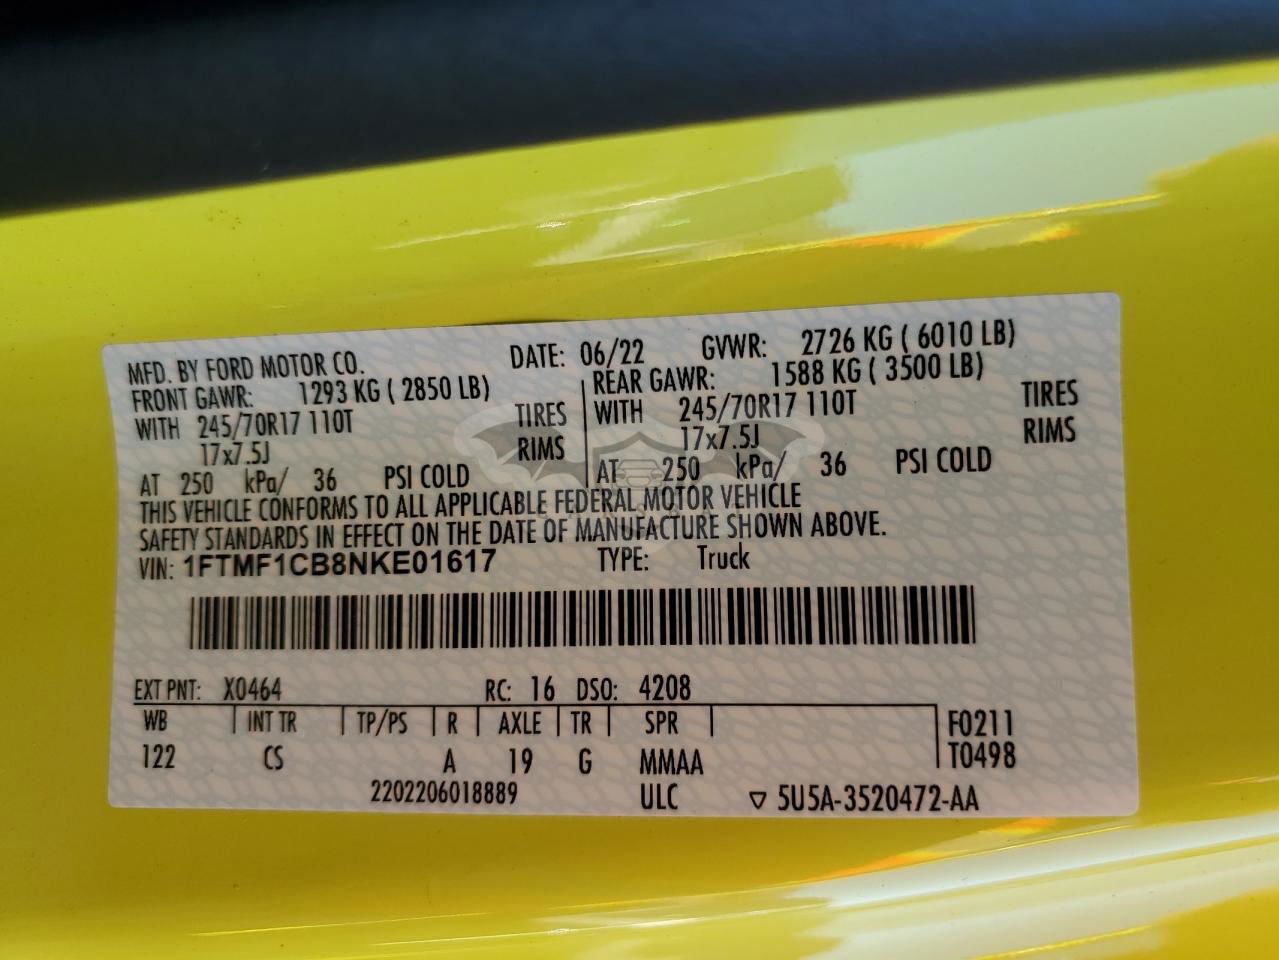 MFD. BY FORD MOTOR CO. DATE: 06/22 GVWR: 2726 KG ( 6010 LB)
FRONT GAWR: 1293 KG ( 2850 LB) REAR GAWR: 1588 KG ( 3500 LB)
WITH 245/70R17 110T TIRES WITH 245/70R17 110T TIRES
17x7.5J RIMS 17x7.5J RIMS
AT 250 kPa/ 36 PSI COLD AT 250 kPa/ 36 PSI COLD
THIS VEHICLE CONFORMS TO ALL APPLICABLE FEDERAL MOTOR VEHICLE
SAFETY STANDARDS IN EFFECT ON THE DATE OF MANUFACTURE SHOWN ABOVE.
VIN: 1FTMF1CB8NKE01617 TYPE: Truck
EXT PNT: X0464 RC: 16 DSO: 4208
WB INT TR TP/PS R AXLE TR SPR F0211
122 CS A 19 G MMAA T0498
2202206018889 ULC ▽ 5U5A-3520472-AA